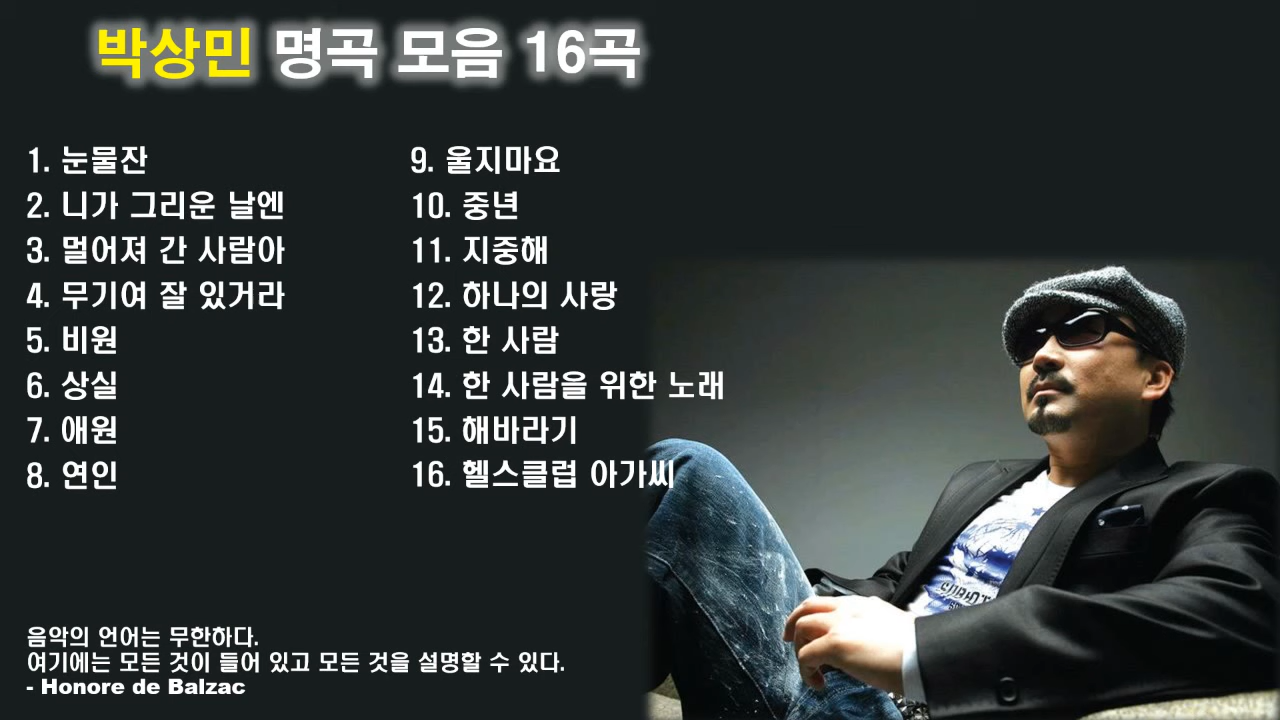 박상민 명곡 모음 16곡
1. 눈물잔
2. 니가 그리운 날엔
3. 멀어져 간 사람아
4. 무기여 잘 있거라
5. 비원
6. 상실
7. 애원
8. 연인
9. 울지마요
10. 중년
11. 지중해
12. 하나의 사랑
13. 한 사람
14. 한 사람을 위한 노래
15. 해바라기
16. 헬스클럽 아가씨
음악의 언어는 무한하다.
여기에는 모든 것이 들어 있고 모든 것을 설명할 수 있다.
- Honore de Balzac